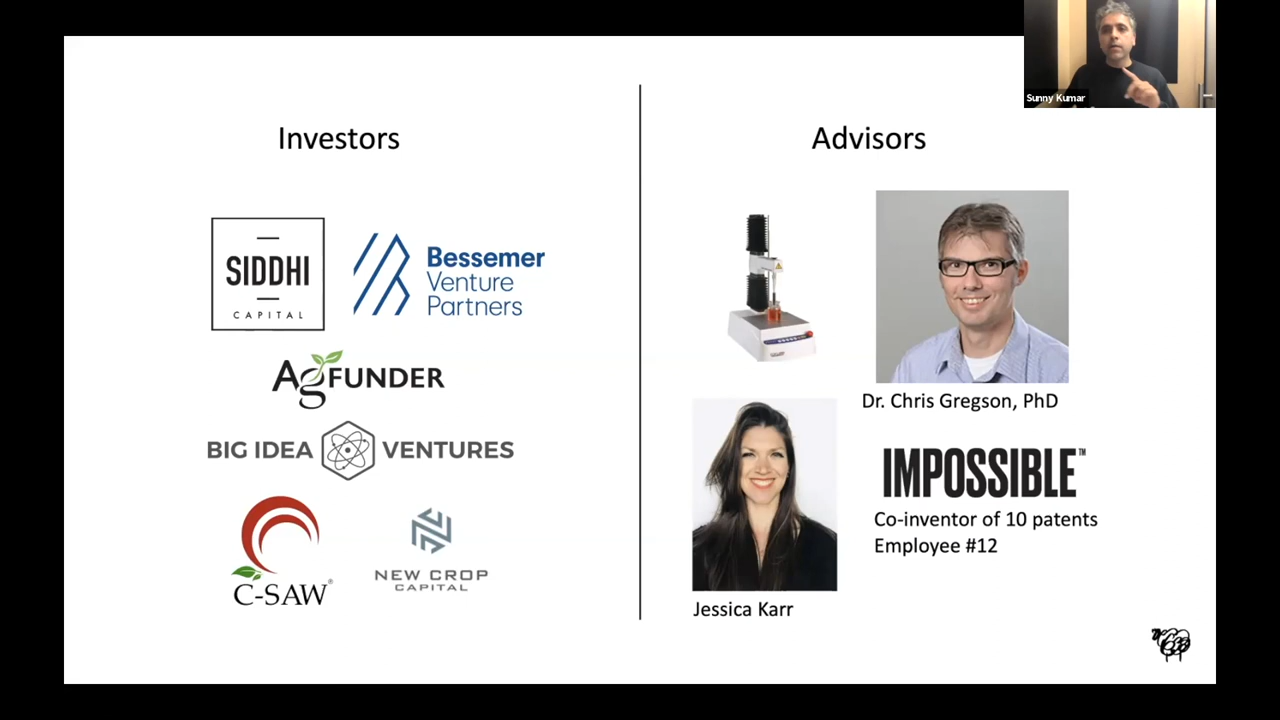 Sunny Kumar
Investors
Advisors
SIDDHI
CAPITAL
Bessemer
Venture
Partners
AgFUNDER
BIG IDEA VENTURES
C-SAW®
NEW CROP
CAPITAL
Dr. Chris Gregson, PhD
IMPOSSIBLE™
Co-inventor of 10 patents
Employee #12
Jessica Karr